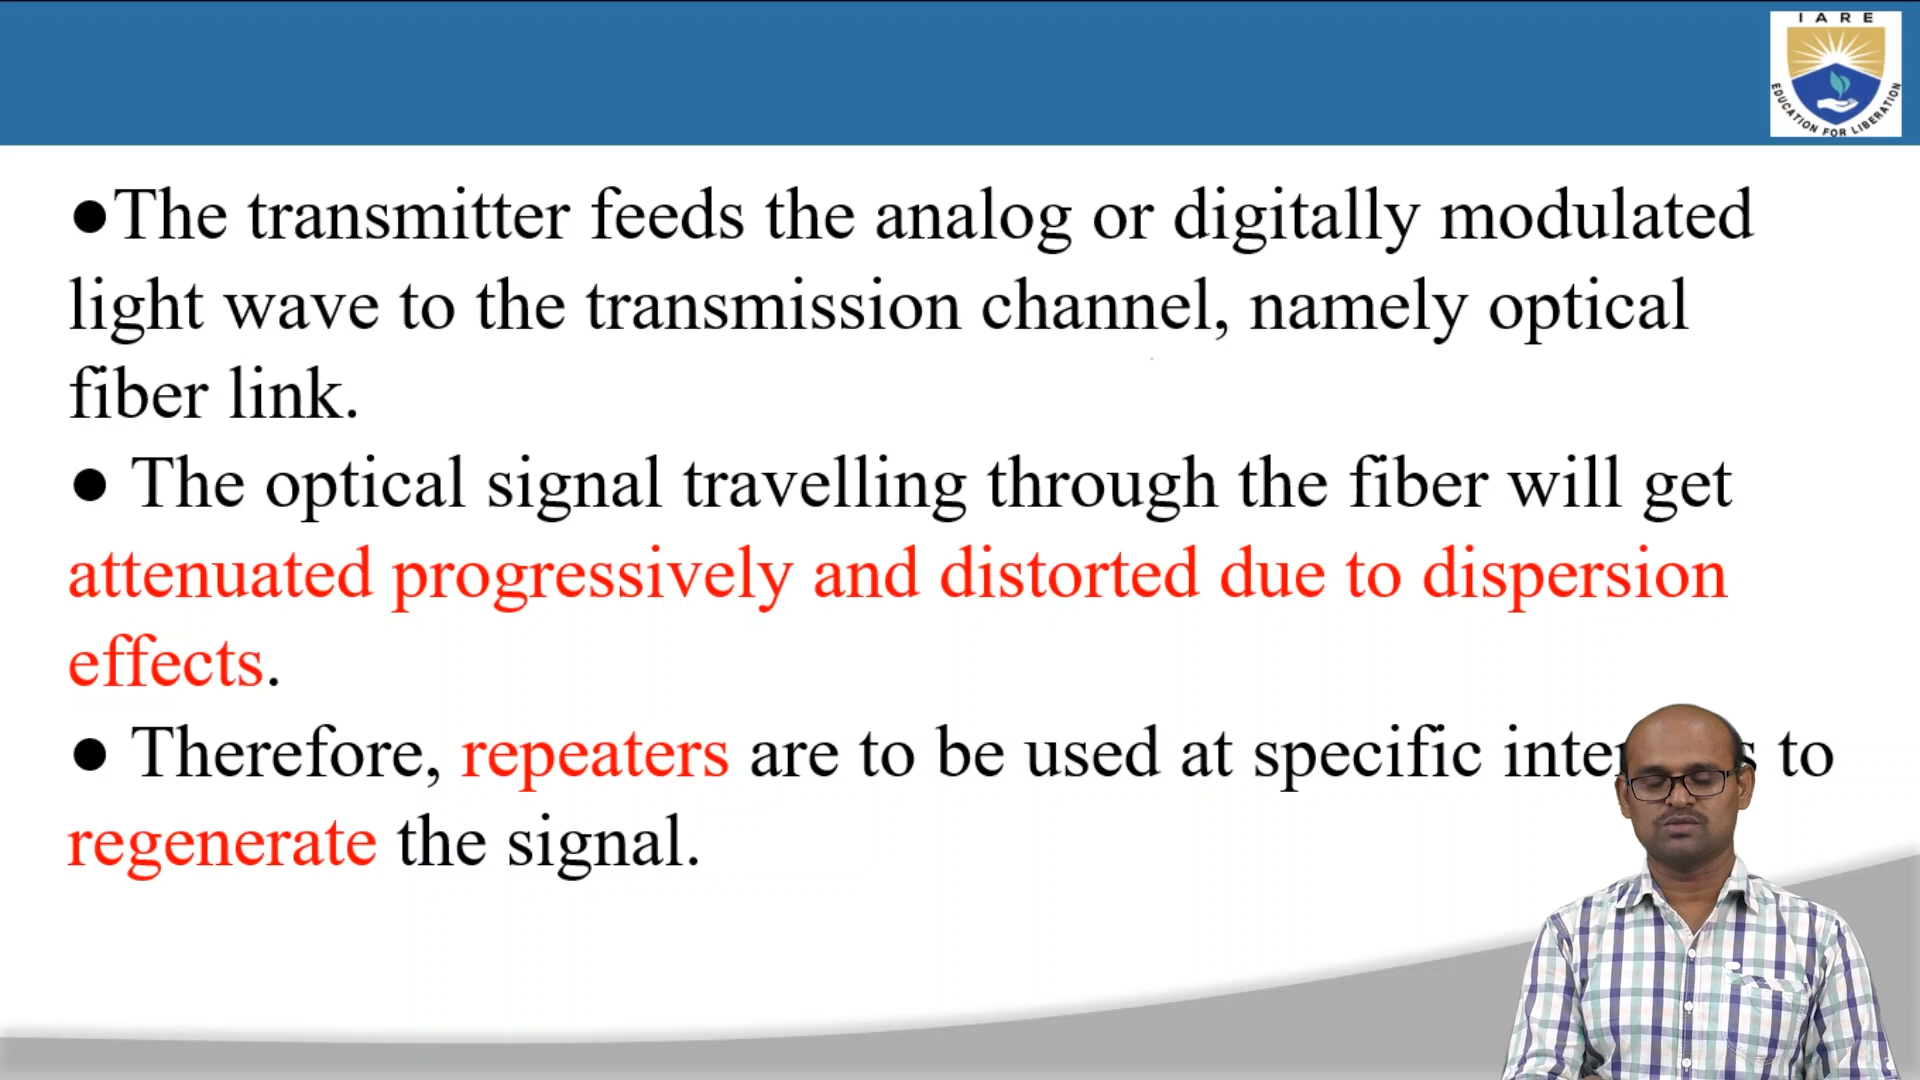 IARE
EDUCATION FOR LIBERATION
●The transmitter feeds the analog or digitally modulated
light wave to the transmission channel, namely optical
fiber link.
● The optical signal travelling through the fiber will get
attenuated progressively and distorted due to dispersion
effects.
● Therefore, repeaters are to be used at specific to
regenerate the signal.